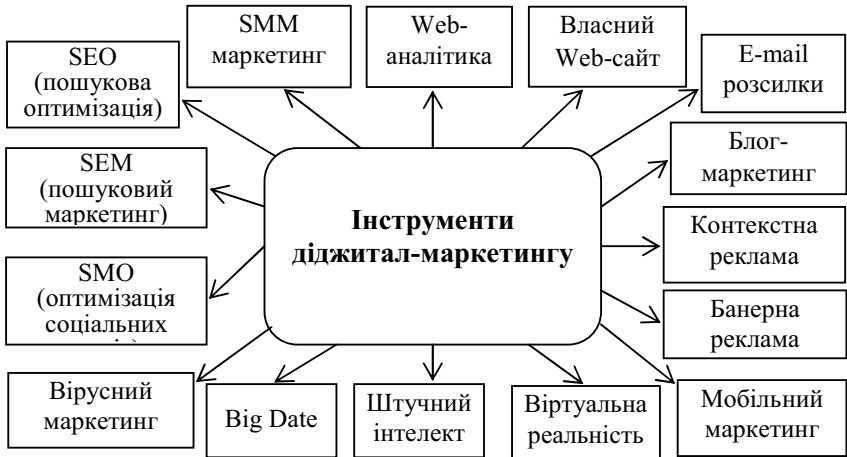 SMM
маркетинг
Web-
аналітика
Власний
Web-сайт
SEO
(пошукова
оптимізація)
E-mail
розсилки
SEM
(пошуковий
маркетинг)
Блог-
маркетинг
Інструменти
діджитал-маркетингу
Контекстна
реклама
SMO
(оптимізація
соціальних
Банерна
реклама
Вірусний
маркетинг
Big Date
Штучний
інтелект
Віртуальна
реальність
Мобільний
маркетинг